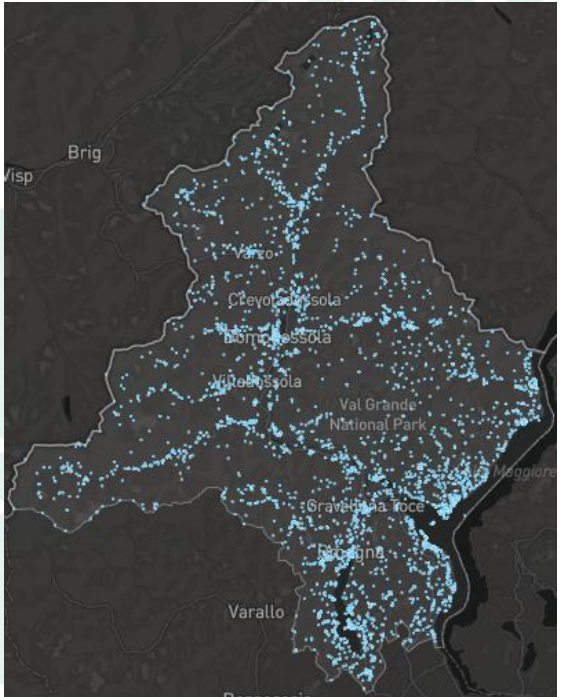 Brig
Visp
Varzo
Crevoladossola
Domodossola
Villadossola
Val Grande
National Park
Maggiore
Gravellona Toce
Omegna
Varallo